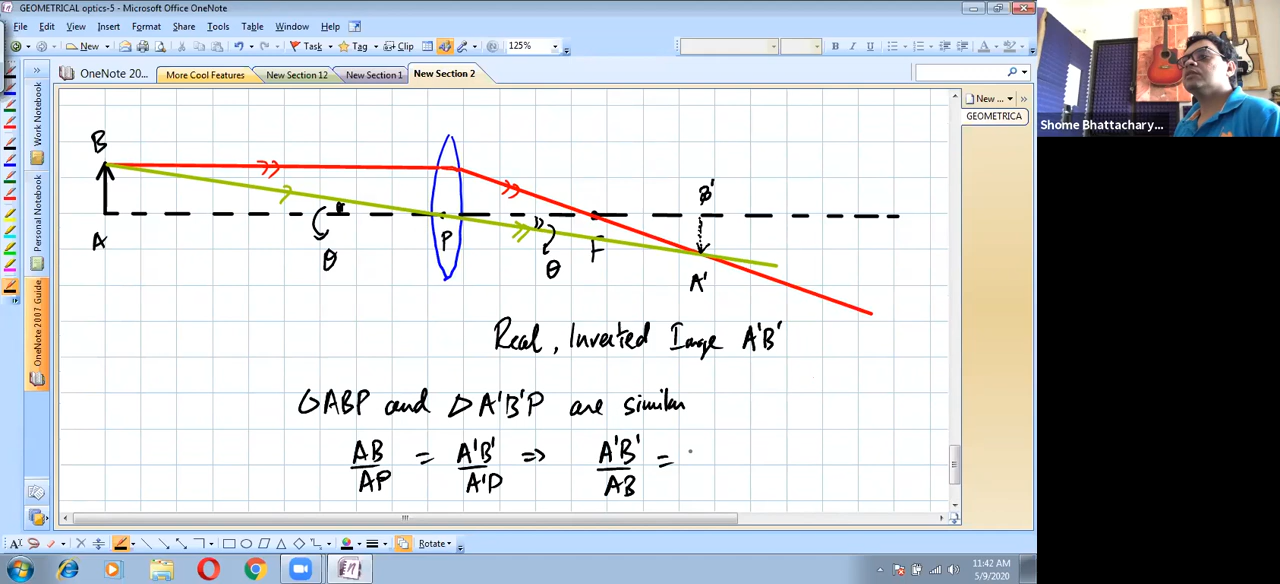 GEOMETRICAL optics-5 - Microsoft Office OneNote
File Edit View Insert Format Share Tools Table Window Help
Back New Task Tag Clip 125% B I U A
OneNote 20... More Cool Features New Section 12 New Section 1 New Section 2
New ...
GEOMETRICA
Work Notebook
Personal Notebook
OneNote 2007 Guide
Shome Bhattachary...
B
B'
P
F
A
θ
θ
A'
Real, Inverted Image A'B'
△ABP and △A'B'P are similar
AB/AP = A'B'/A'P ⇒ A'B'/AB =
Rotate
11:42 AM
5/9/2020